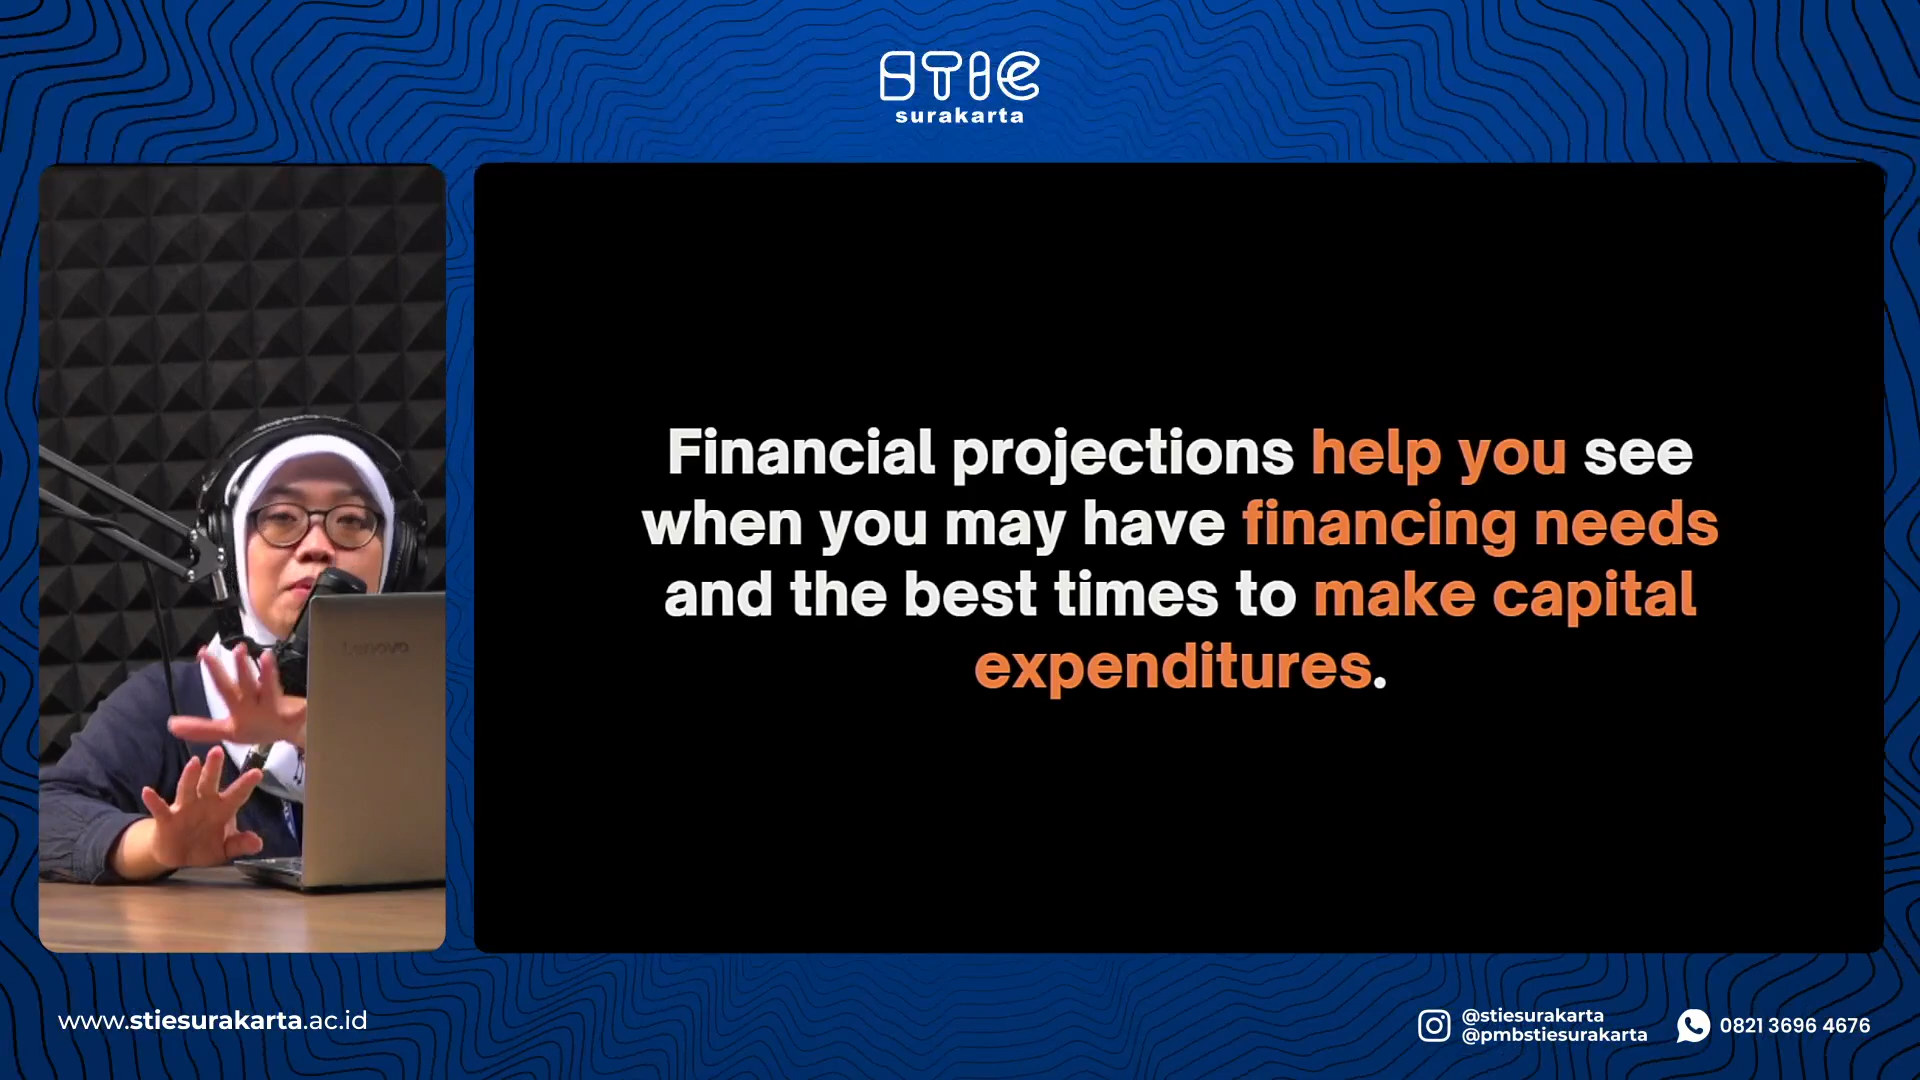 STIE
surakarta
Lenovo
Financial projections help you see
when you may have financing needs
and the best times to make capital
expenditures.
www.stiesurakarta.ac.id
@stiesurakarta
@pmbstiesurakarta
0821 3696 4676